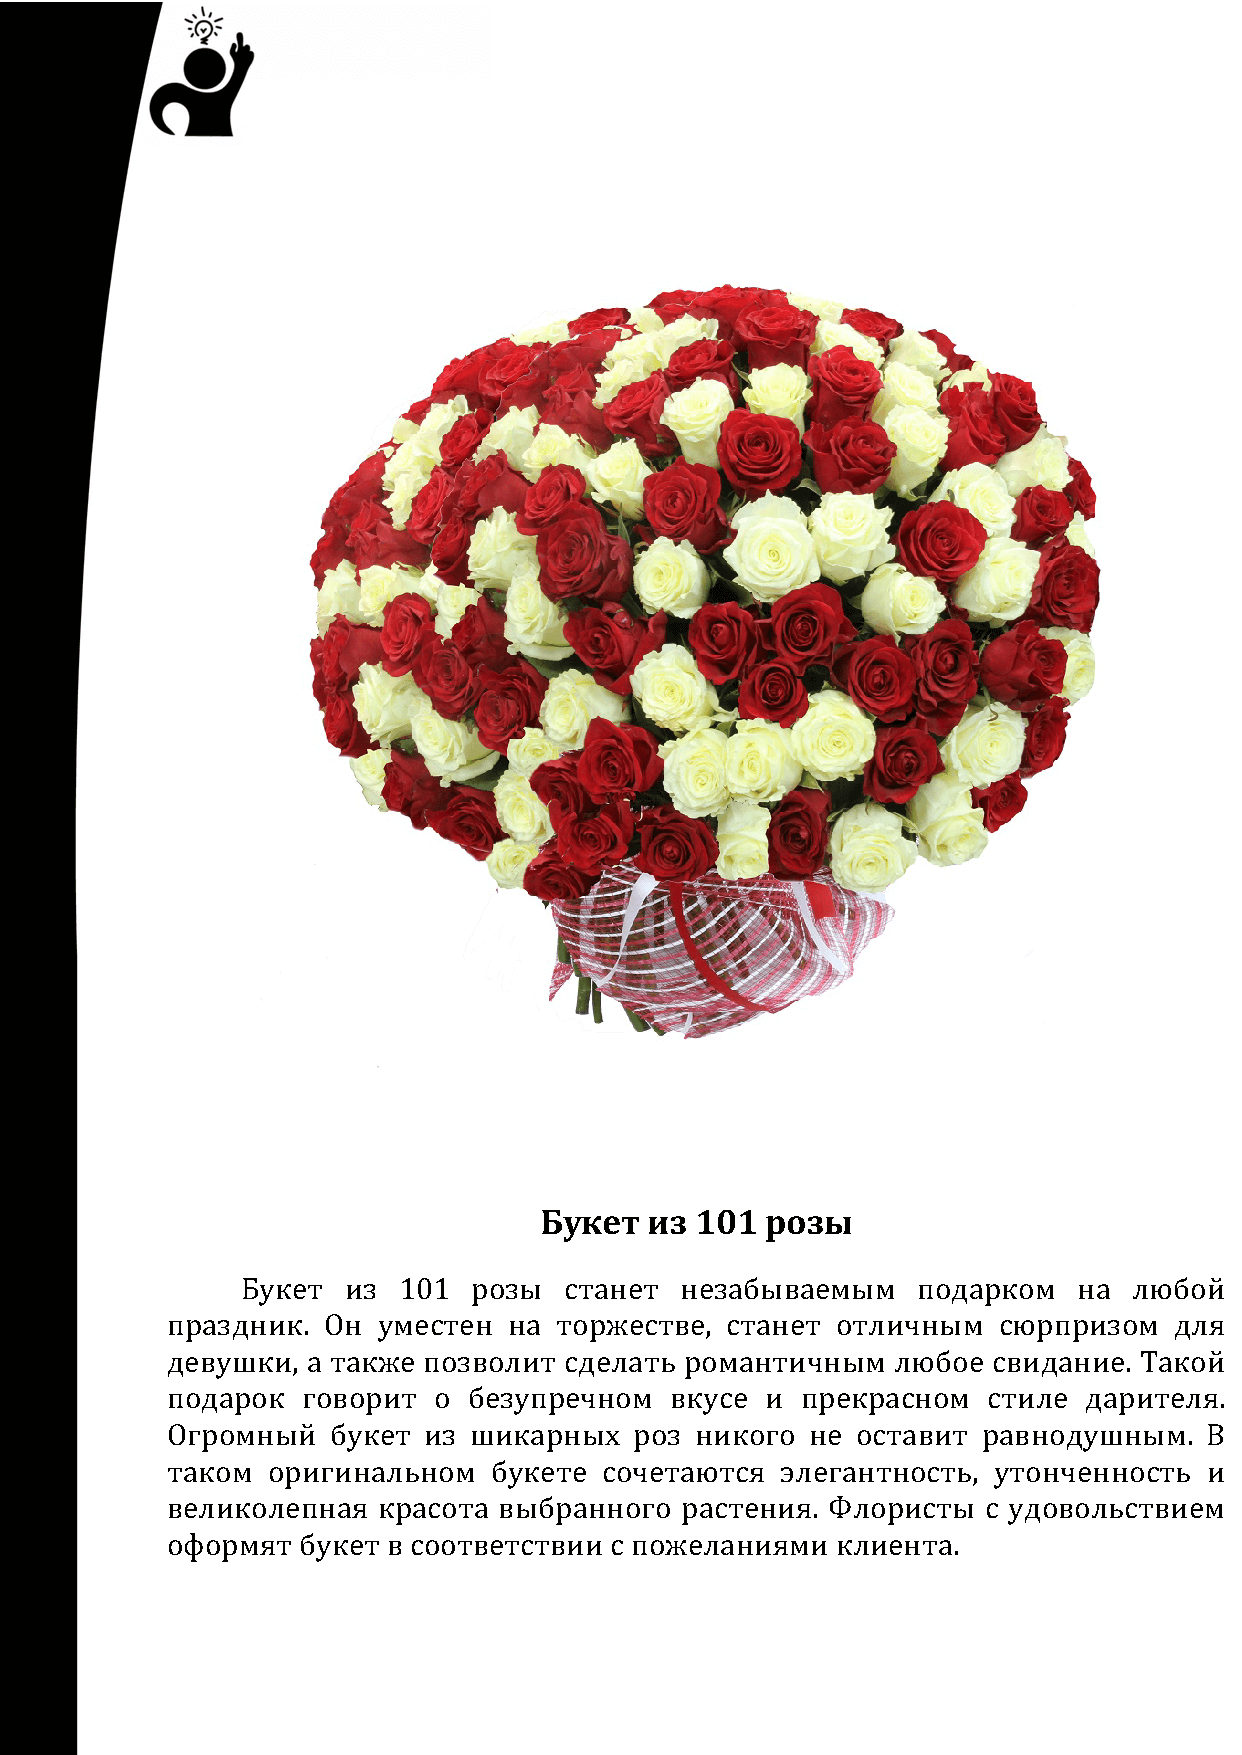 Букет из 101 розы
Букет из 101 розы станет незабываемым подарком на любой
праздник. Он уместен на торжестве, станет отличным сюрпризом для
девушки, а также позволит сделать романтичным любое свидание. Такой
подарок говорит о безупречном вкусе и прекрасном стиле дарителя.
Огромный букет из шикарных роз никого не оставит равнодушным. В
таком оригинальном букете сочетаются элегантность, утонченность и
великолепная красота выбранного растения. Флористы с удовольствием
оформят букет в соответствии с пожеланиями клиента.